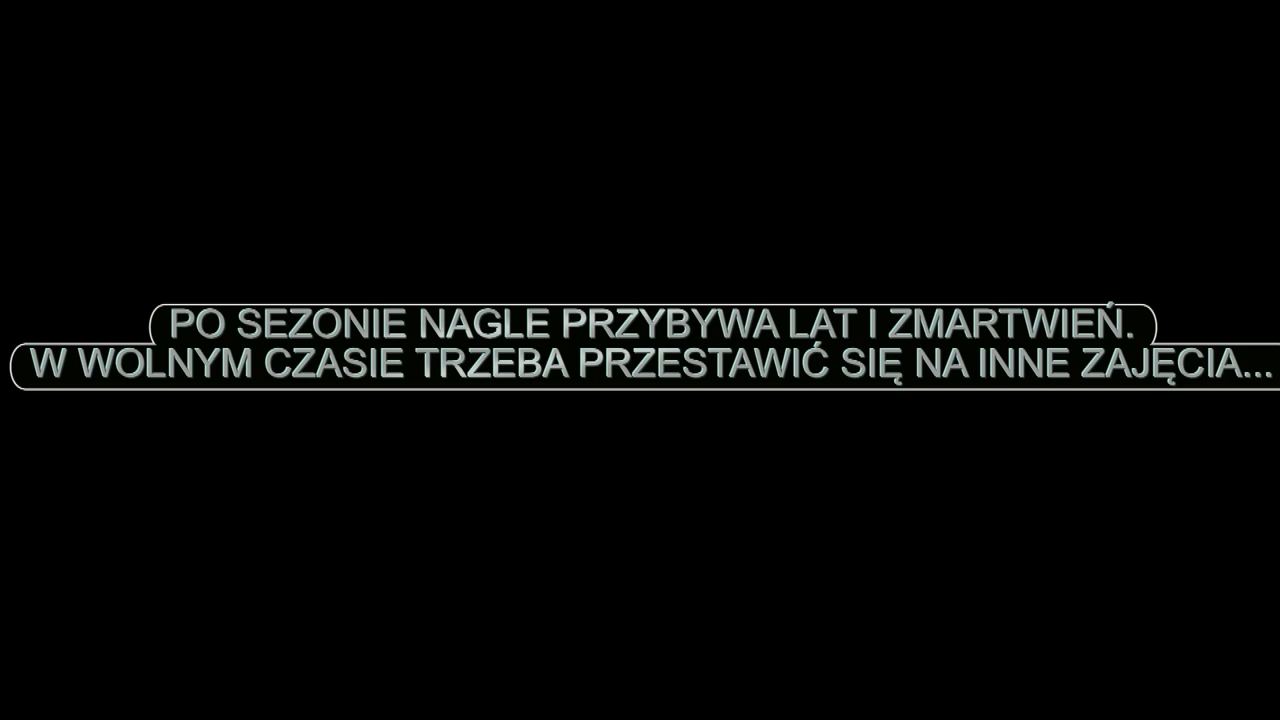 PO SEZONIE NAGLE PRZYBYWA LAT I ZMARTWIEŃ.
W WOLNYM CZASIE TRZEBA PRZESTAWIĆ SIĘ NA INNE ZAJĘCIA...